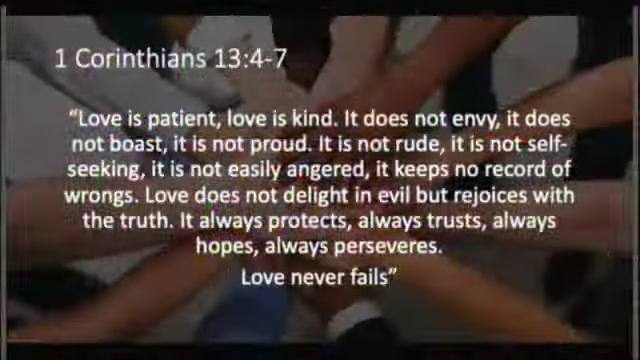 1 Corinthians 13:4-7
“Love is patient, love is kind. It does not envy, it does
not boast, it is not proud. It is not rude, it is not self-
seeking, it is not easily angered, it keeps no record of
wrongs. Love does not delight in evil but rejoices with
the truth. It always protects, always trusts, always
hopes, always perseveres.
Love never fails”